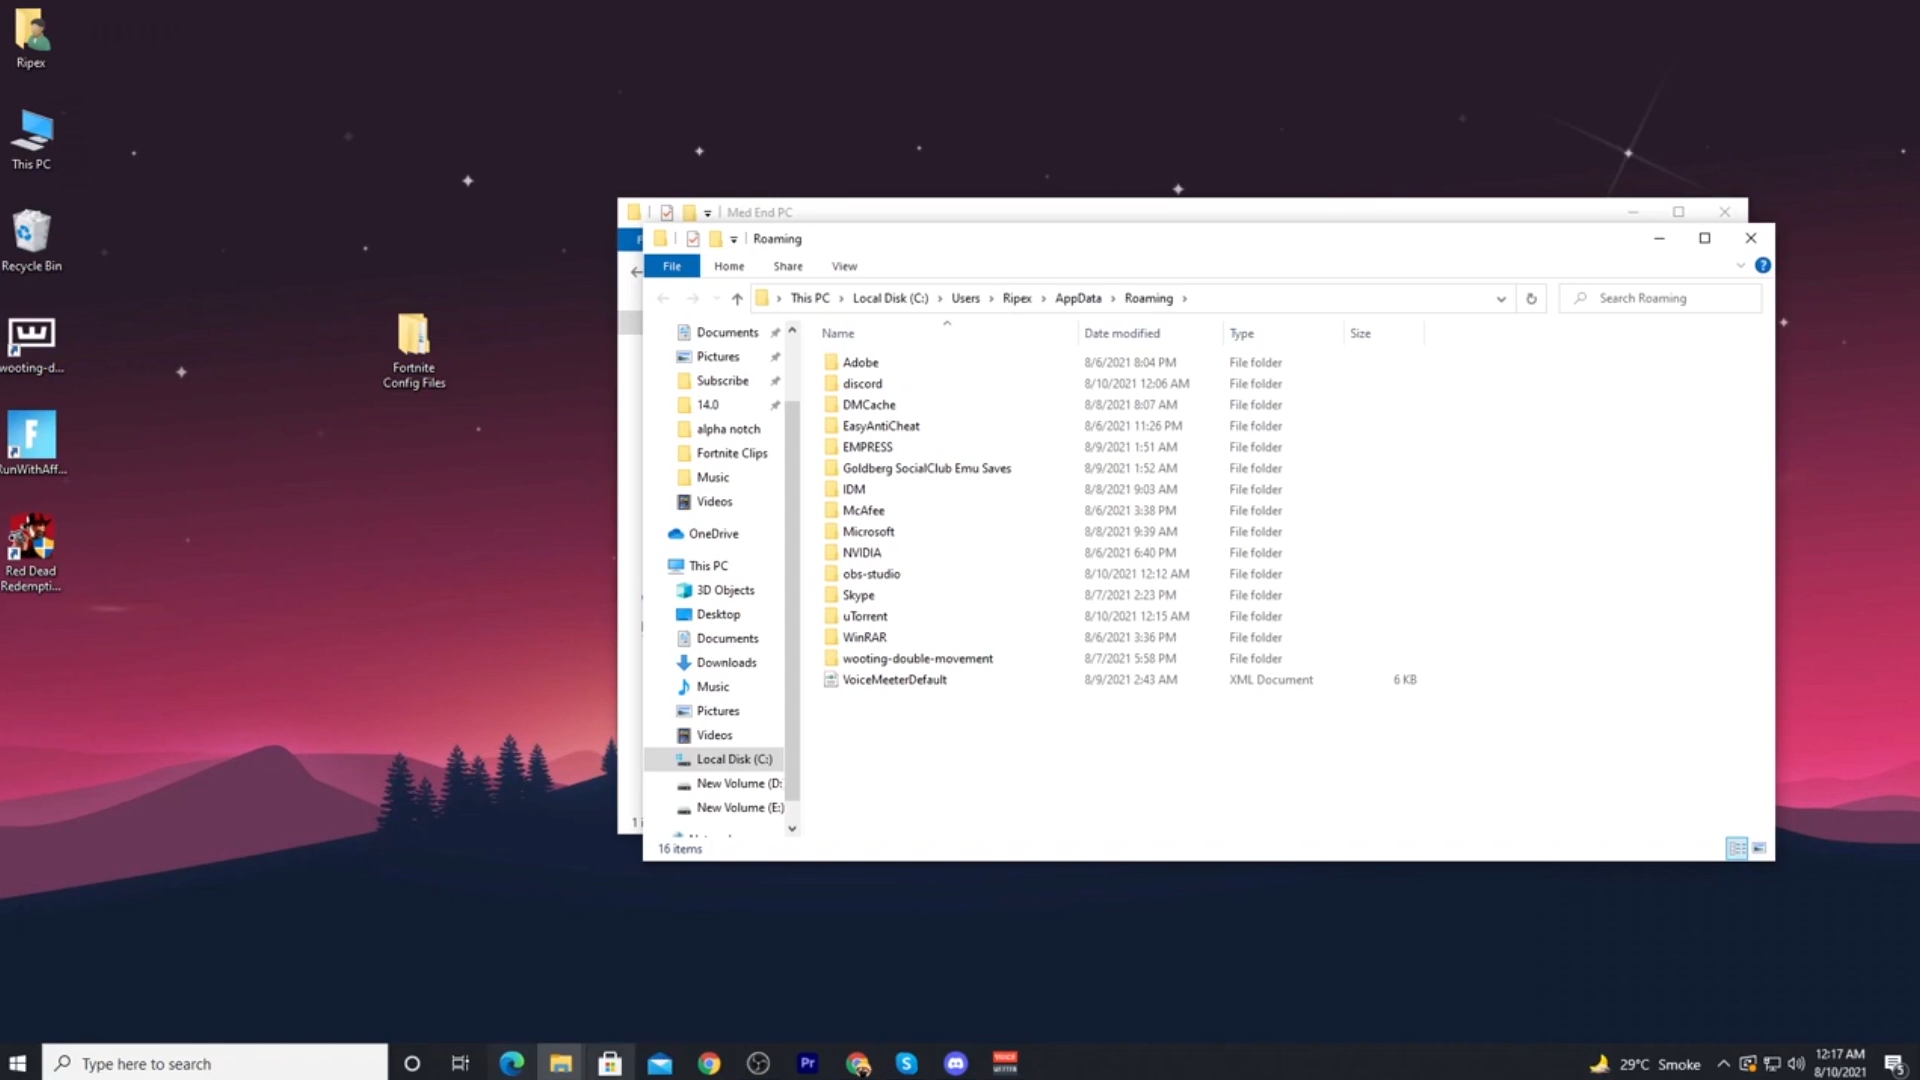 Ripex
This PC
Recycle Bin
wooting-d...
RunWithAff...
Red Dead
Redempti...
Fortnite
Config Files
Med End PC
Roaming
File
Home
Share
View
This PC
Local Disk (C:)
Users
Ripex
AppData
Roaming
Search Roaming
Documents
Pictures
Subscribe
14.0
alpha notch
Fortnite Clips
Music
Videos
OneDrive
This PC
3D Objects
Desktop
Documents
Downloads
Music
Pictures
Videos
Local Disk (C:)
New Volume (D:
New Volume (E:)
Name Date modified Type Size
Adobe 8/6/2021 8:04 PM File folder
discord 8/10/2021 12:06 AM File folder
DMCache 8/8/2021 8:07 AM File folder
EasyAntiCheat 8/6/2021 11:26 PM File folder
EMPRESS 8/9/2021 1:51 AM File folder
Goldberg SocialClub Emu Saves 8/9/2021 1:52 AM File folder
IDM 8/8/2021 9:03 AM File folder
McAfee 8/6/2021 3:38 PM File folder
Microsoft 8/8/2021 9:39 AM File folder
NVIDIA 8/6/2021 6:40 PM File folder
obs-studio 8/10/2021 12:12 AM File folder
Skype 8/7/2021 2:23 PM File folder
uTorrent 8/10/2021 12:15 AM File folder
WinRAR 8/6/2021 3:36 PM File folder
wooting-double-movement 8/7/2021 5:58 PM File folder
VoiceMeeterDefault 8/9/2021 2:43 AM XML Document 6 KB
16 items
Type here to search
Pr
29°C Smoke
12:17 AM
8/10/2021
5